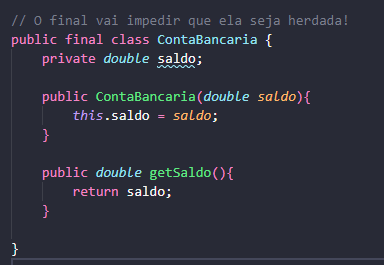 // O final vai impedir que ela seja herdada!
public final class ContaBancaria {
    private double saldo;
    public ContaBancaria(double saldo){
        this.saldo = saldo;
    }
    public double getSaldo(){
        return saldo;
    }
}